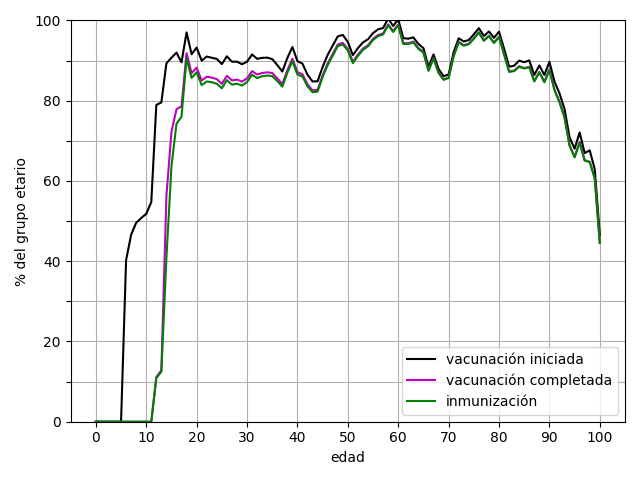 100
80
60
40
20
0
% del grupo etario
vacunación iniciada
vacunación completada
inmunización
0 10 20 30 40 50 60 70 80 90 100
edad